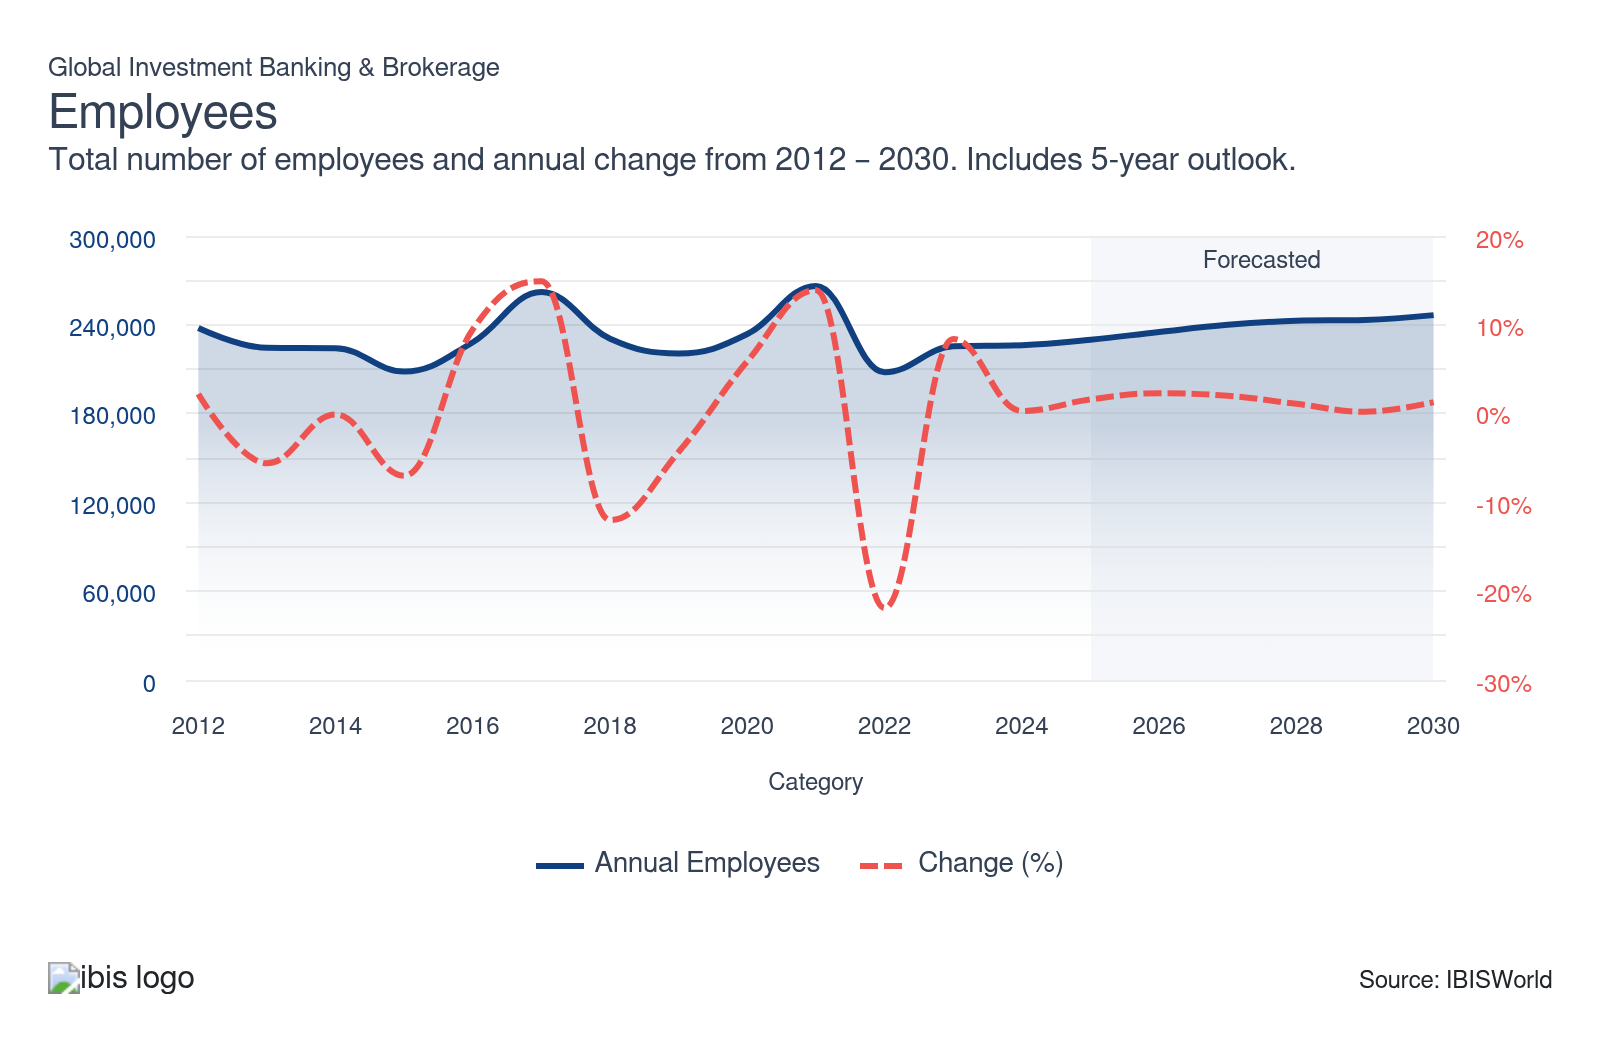 Global Investment Banking & Brokerage
Employees
Total number of employees and annual change from 2012 – 2030. Includes 5-year outlook.
300,000
240,000
180,000
120,000
60,000
0
Forecasted
20%
10%
0%
-10%
-20%
-30%
2012 2014 2016 2018 2020 2022 2024 2026 2028 2030
Category
Annual Employees Change (%)
ibis logo
Source: IBISWorld